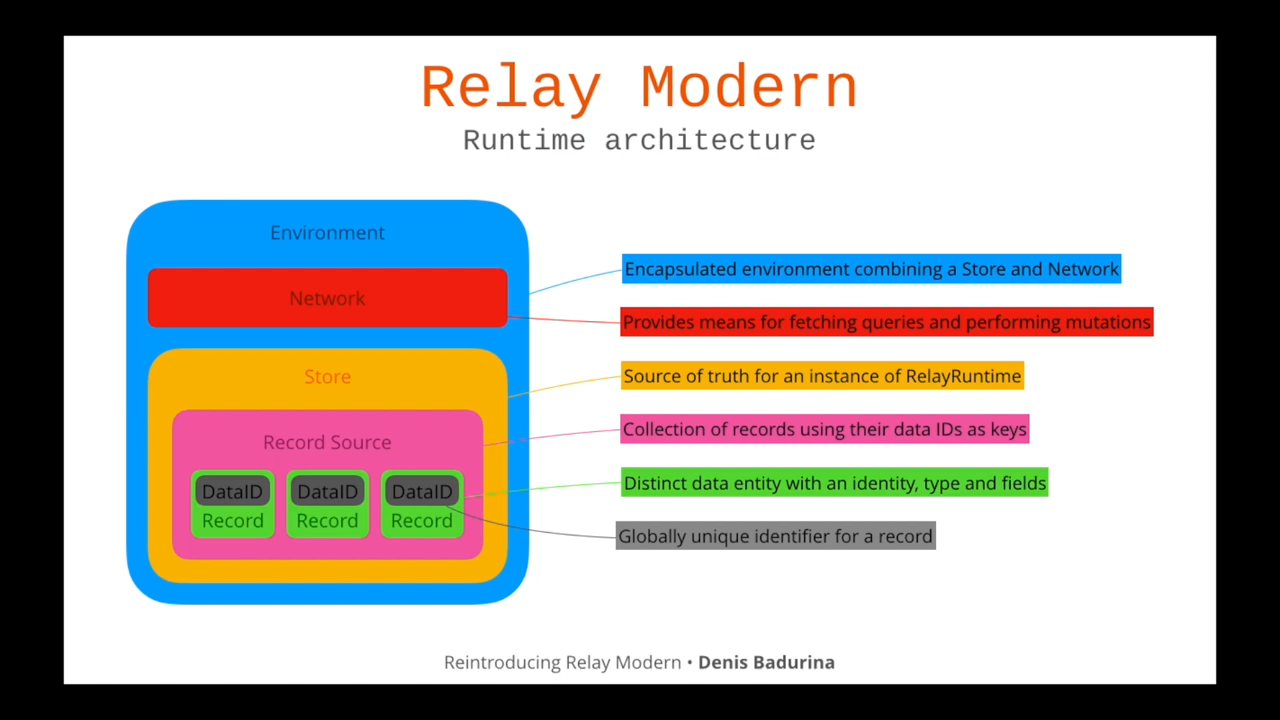 Relay Modern
Runtime architecture
Environment
Network
Store
Record Source
DataID DataID DataID
Record Record Record
Encapsulated environment combining a Store and Network
Provides means for fetching queries and performing mutations
Source of truth for an instance of RelayRuntime
Collection of records using their data IDs as keys
Distinct data entity with an identity, type and fields
Globally unique identifier for a record
Reintroducing Relay Modern • Denis Badurina